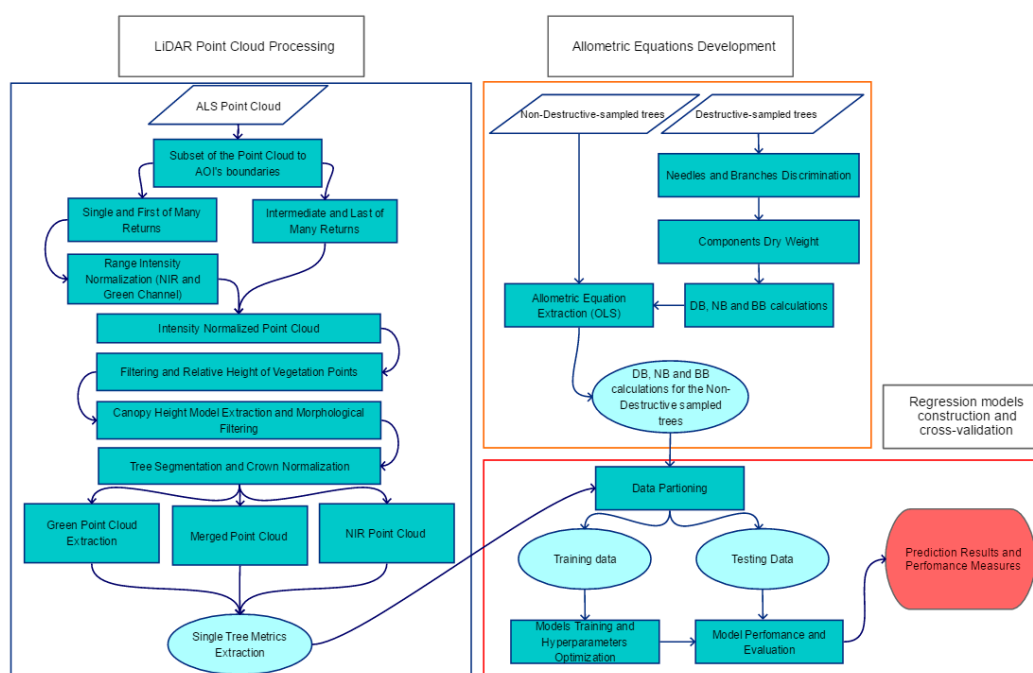 LiDAR Point Cloud Processing
ALS Point Cloud
Subset of the Point Cloud to
AOI's boundaries
Single and First of Many
Returns
Intermediate and Last of
Many Returns
Range Intensity
Normalization (NIR and
Green Channel)
Intensity Normalized Point Cloud
Filtering and Relative Height of Vegetation Points
Canopy Height Model Extraction and Morphological
Filtering
Tree Segmentation and Crown Normalization
Green Point Cloud
Extraction
Merged Point Cloud
NIR Point Cloud
Single Tree Metrics
Extraction
Allometric Equations Development
Non-Destructive-sampled trees
Destructive-sampled trees
Needles and Branches Discrimination
Components Dry Weight
Allometric Equation
Extraction (OLS)
DB, NB and BB calculations
DB, NB and BB
calculations for the Non-
Destructive sampled
trees
Regression models
construction and
cross-validation
Data Partioning
Training data
Testing Data
Models Training and
Hyperparameters
Optimization
Model Perfomance and
Evaluation
Prediction Results and
Perfomance Measures